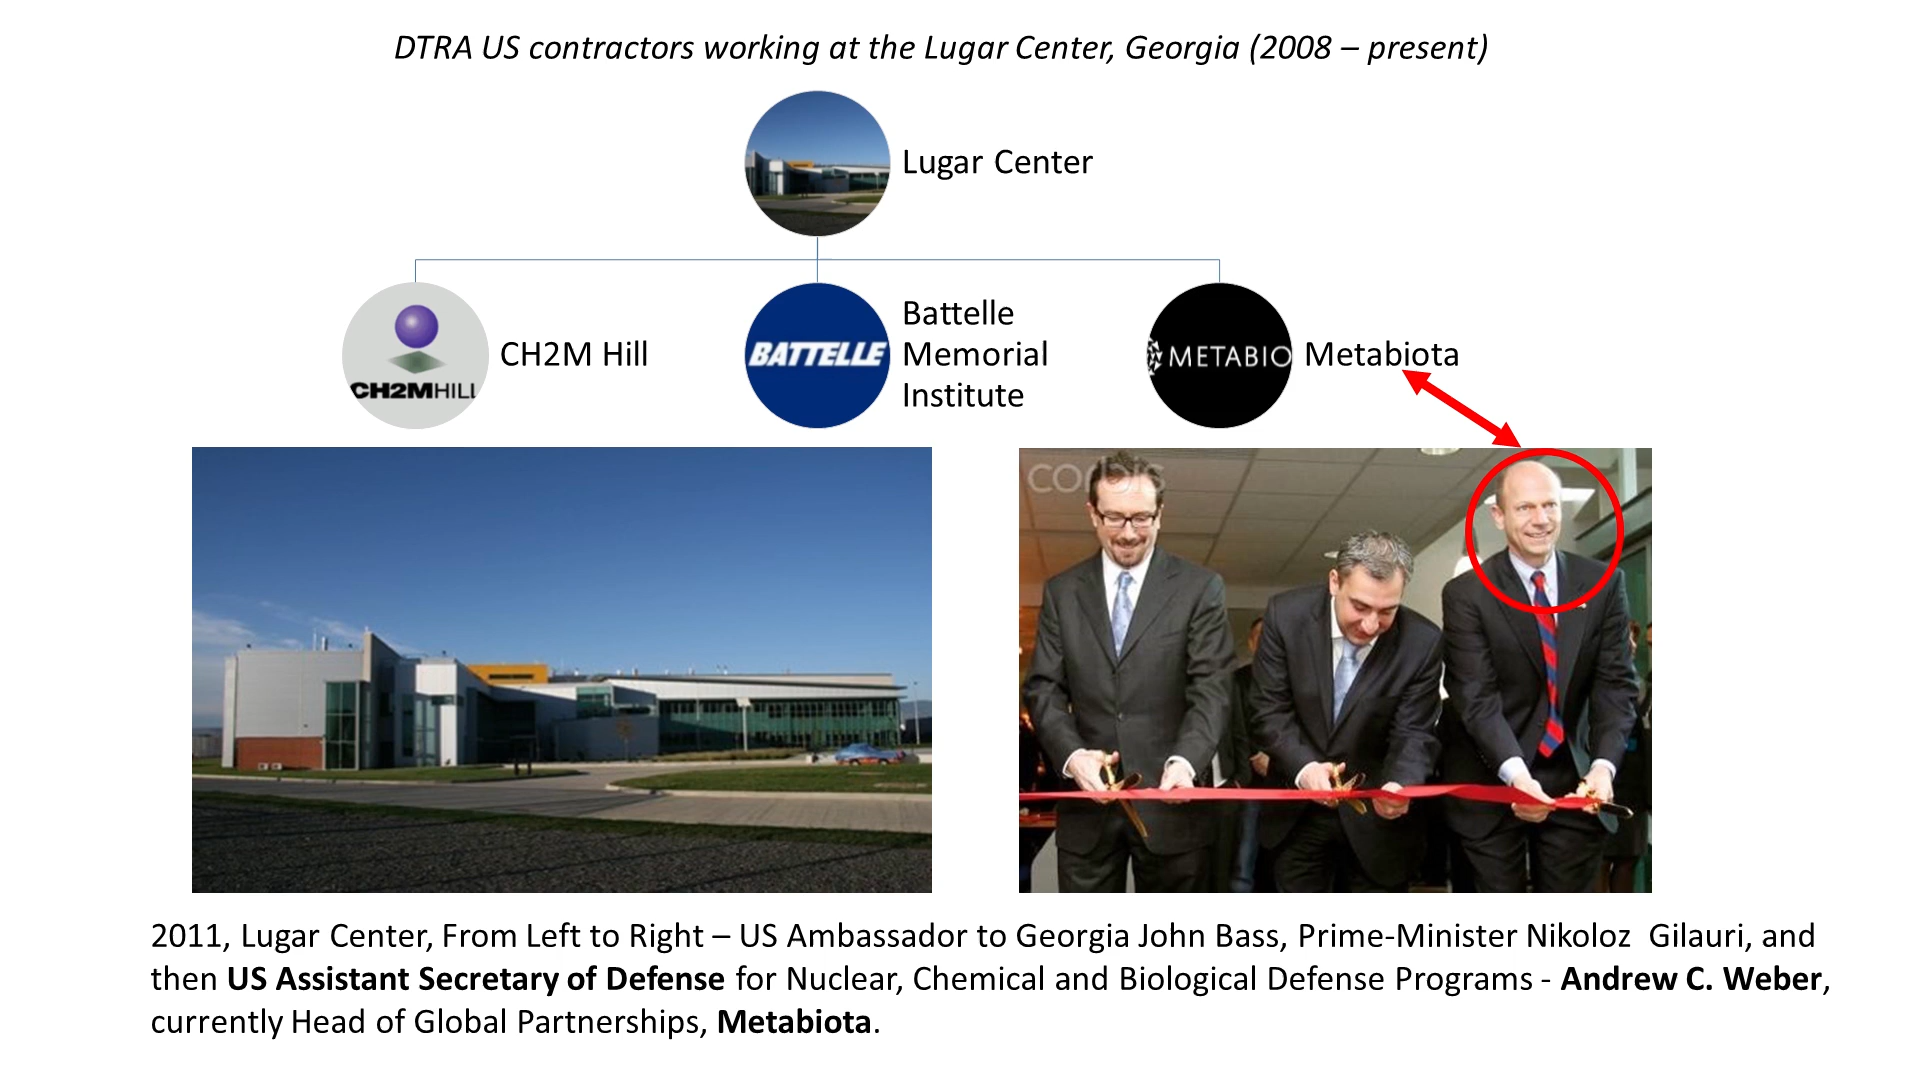 DTRA US contractors working at the Lugar Center, Georgia (2008 – present)
Lugar Center
CH2MHILL
CH2M Hill
BATTELLE
Battelle
Memorial
Institute
METABIO
Metabiota
corbis
2011, Lugar Center, From Left to Right – US Ambassador to Georgia John Bass, Prime-Minister Nikoloz  Gilauri, and
then US Assistant Secretary of Defense for Nuclear, Chemical and Biological Defense Programs - Andrew C. Weber,
currently Head of Global Partnerships, Metabiota.